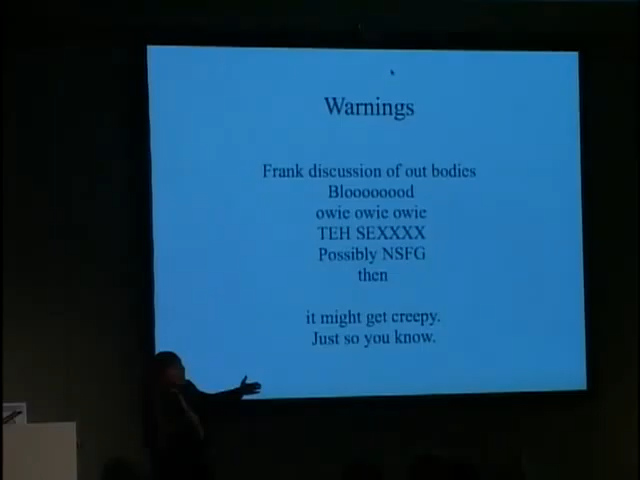 Warnings
Frank discussion of out bodies
Bloooooood
owie owie owie
TEH SEXXXX
Possibly NSFG
then
it might get creepy.
Just so you know.